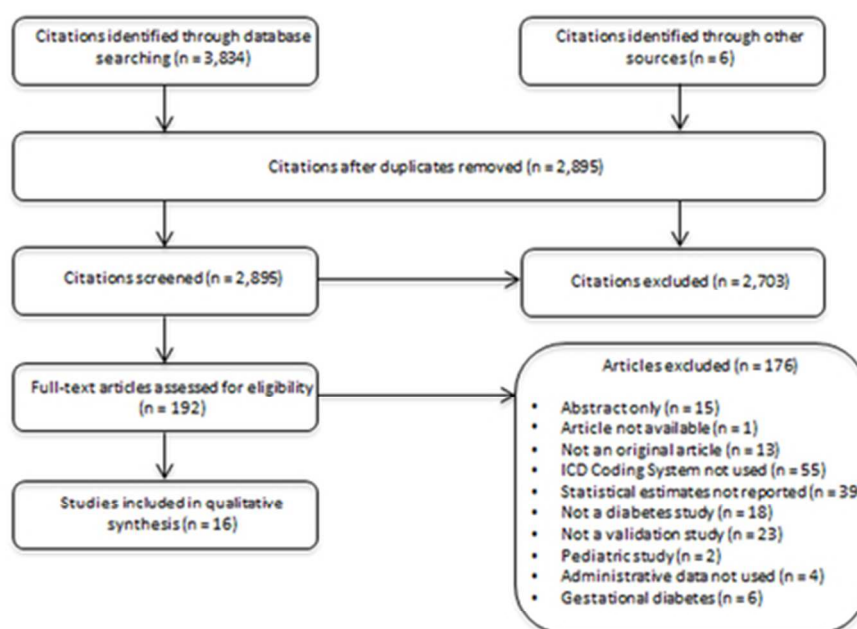 Citations identified through database
searching (n = 3,834)
Citations identified through other
sources (n = 6)
Citations after duplicates removed (n = 2,895)
Citations screened (n = 2,895)
Citations excluded (n = 2,703)
Full-text articles assessed for eligibility
(n = 192)
Articles excluded (n = 176)
• Abstract only (n = 15)
• Article not available (n = 1)
• Not an original article (n = 13)
• ICD Coding System not used (n = 55)
• Statistical estimates not reported (n = 39
• Not a diabetes study (n = 18)
• Not a validation study (n = 23)
• Pediatric study (n = 2)
• Administrative data not used (n = 4)
• Gestational diabetes (n = 6)
Studies included in qualitative
synthesis (n = 16)